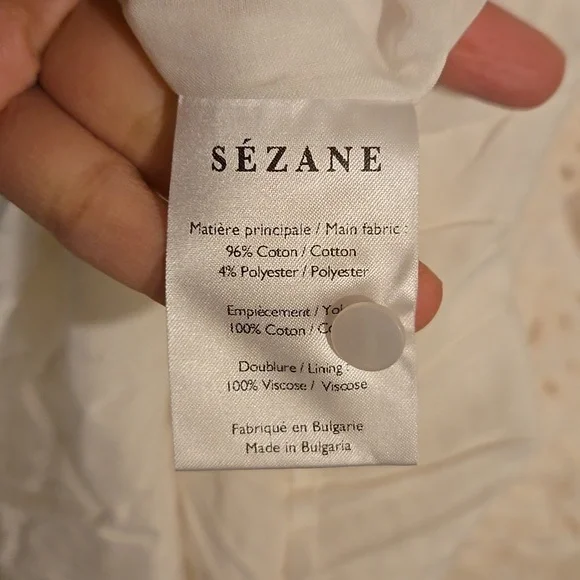 SÉZANE
Matière principale / Main fabric :
96% Coton / Cotton
4% Polyester / Polyester
Empiècement /
100% Coton /
Doublure / Lining :
100% Viscose / Viscose
Fabriqué en Bulgarie
Made in Bulgaria